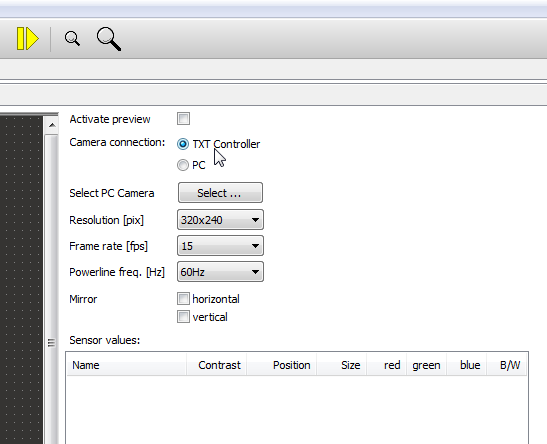 Activate preview
Camera connection: TXT Controller
PC
Select PC Camera Select ...
Resolution [pix] 320x240
Frame rate [fps] 15
Powerline freq. [Hz] 60Hz
Mirror horizontal
vertical
Sensor values:
Name Contrast Position Size red green blue B/W